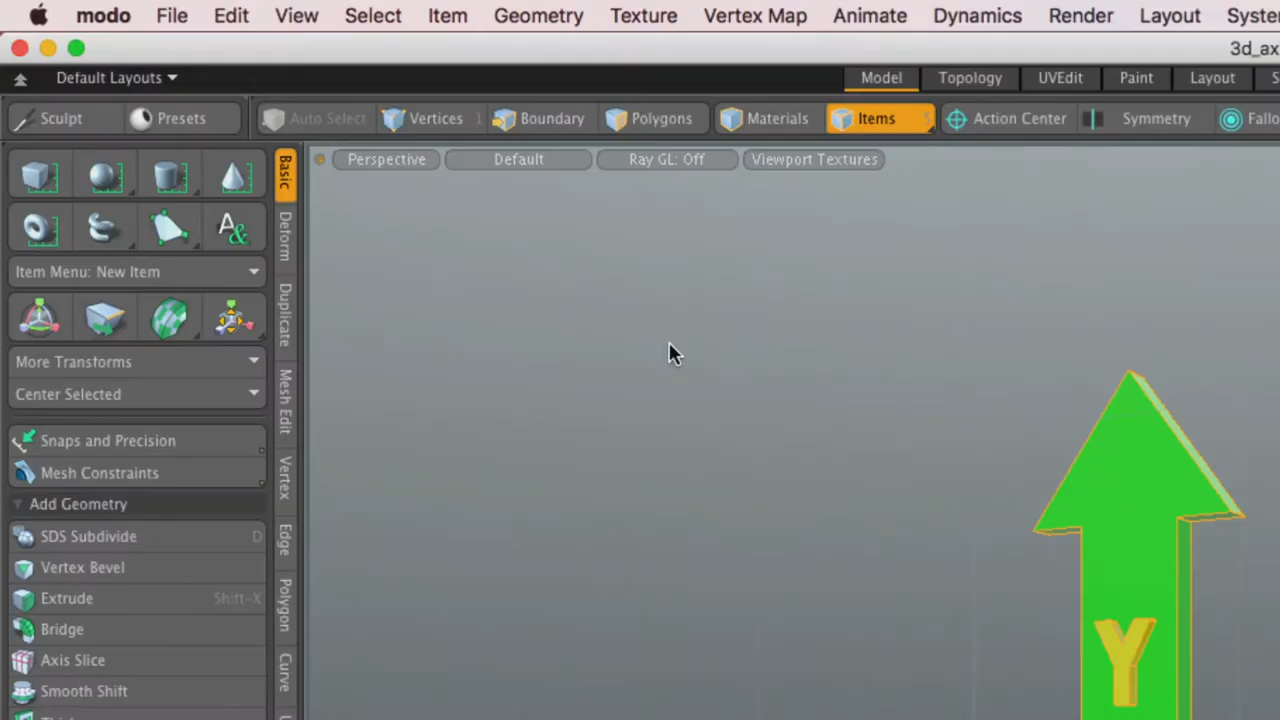 modo File Edit View Select Item Geometry Texture Vertex Map Animate Dynamics Render Layout
3d_ax
Default Layouts Model Topology UVEdit Paint Layout
Sculpt Presets Auto Select Vertices 1 Boundary Polygons Materials Items 5 Action Center Symmetry Fallo
Perspective Default Ray GL: Off Viewport Textures
Basic
Deform
Duplicate
Mesh Edit
Vertex
Edge
Polygon
Curve
A&
Item Menu: New Item
More Transforms
Center Selected
Snaps and Precision
Mesh Constraints
Add Geometry
SDS Subdivide D
Vertex Bevel
Extrude Shift-X
Bridge
Axis Slice
Smooth Shift
Y